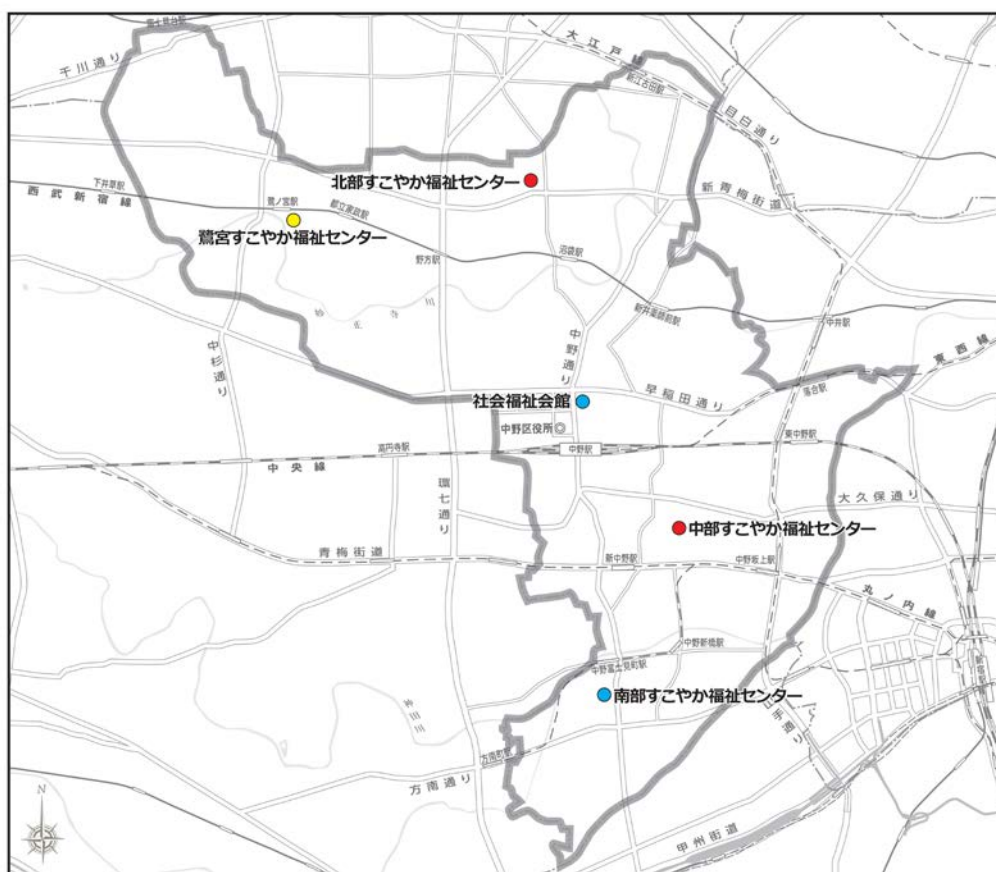 富士見台駅
千川通り
大江戸線
新江古田駅
目白通り
北部すこやか福祉センター
新青梅街道
下井草駅
西武新宿線
鷺ノ宮駅
都立家政駅
鷺宮すこやか福祉センター
野方駅
沼袋駅
妙正寺川
新井薬師前駅
中井駅
中野通り
中杉通り
東西線
落合駅
早稲田通り
社会福祉会館
中野区役所
東中野駅
高円寺駅
中野駅
中央線
環七通り
大久保通り
中部すこやか福祉センター
青梅街道
新中野駅
中野坂上駅
丸ノ内線
中野新橋駅
中野富士見町駅
新宿駅
南部すこやか福祉センター
山手通り
神田川
方南町駅
方南通り
甲州街道
N